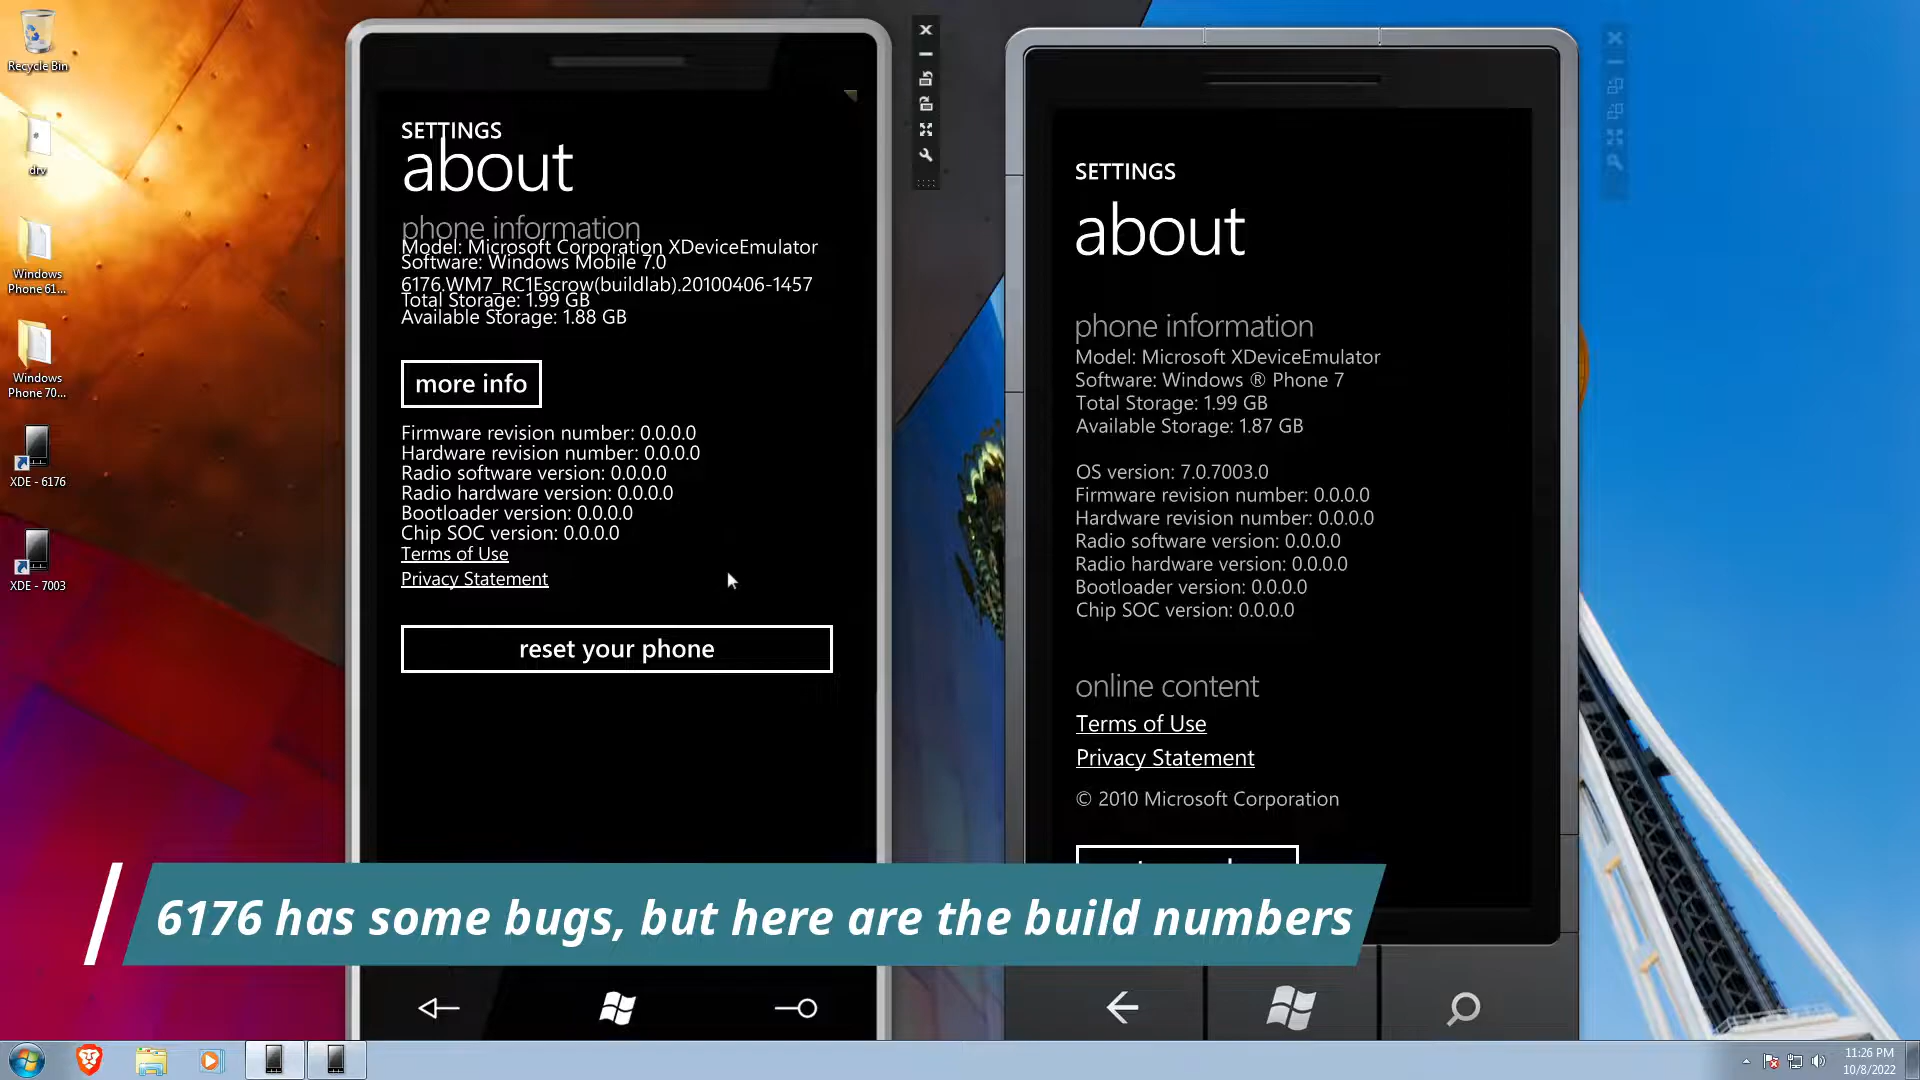 Recycle Bin
drv
Windows
Phone 61...
Windows
Phone 70...
XDE - 6176
XDE - 7003
SETTINGS
about
phone information
Model: Microsoft Corporation XDeviceEmulator
Software: Windows Mobile 7.0
6176.WM7_RC1Escrow(buildlab).20100406-1457
Total Storage: 1.99 GB
Available Storage: 1.88 GB
more info
Firmware revision number: 0.0.0.0
Hardware revision number: 0.0.0.0
Radio software version: 0.0.0.0
Radio hardware version: 0.0.0.0
Bootloader version: 0.0.0.0
Chip SOC version: 0.0.0.0
Terms of Use
Privacy Statement
reset your phone
SETTINGS
about
phone information
Model: Microsoft XDeviceEmulator
Software: Windows ® Phone 7
Total Storage: 1.99 GB
Available Storage: 1.87 GB
OS version: 7.0.7003.0
Firmware revision number: 0.0.0.0
Hardware revision number: 0.0.0.0
Radio software version: 0.0.0.0
Radio hardware version: 0.0.0.0
Bootloader version: 0.0.0.0
Chip SOC version: 0.0.0.0
online content
Terms of Use
Privacy Statement
© 2010 Microsoft Corporation
6176 has some bugs, but here are the build numbers
11:26 PM
10/8/2022